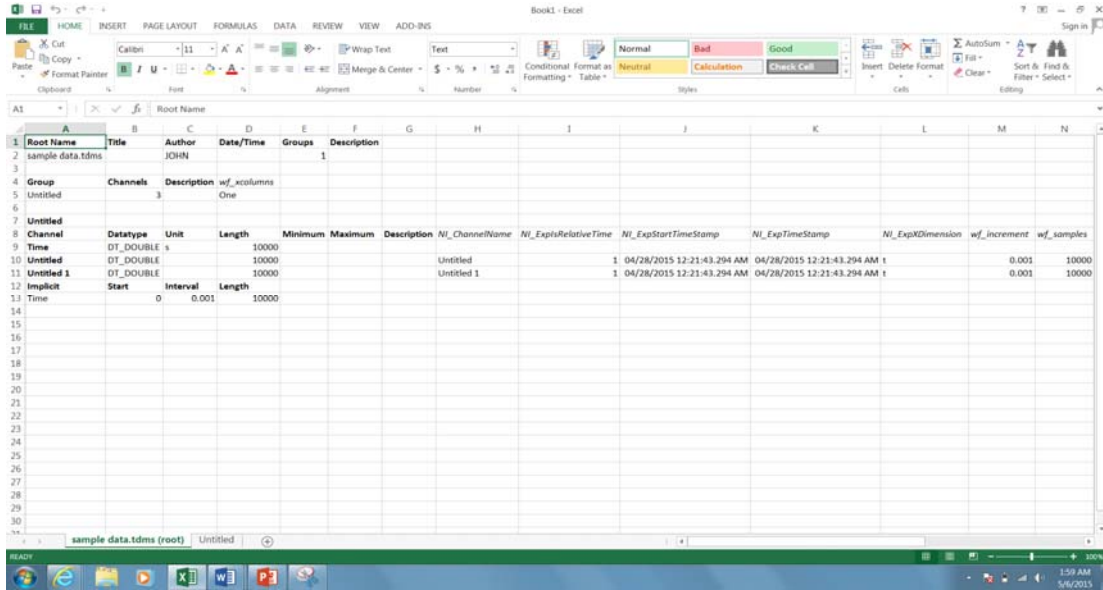 Book1 - Excel
Sign in
FILE HOME INSERT PAGE LAYOUT FORMULAS DATA REVIEW VIEW ADD-INS
Cut
Copy
Format Painter
Paste
Clipboard
Calibri 11
B I U
Font
Wrap Text
Merge & Center
Alignment
Text
$ % ,
Number
Conditional Formatting
Format as Table
Normal Bad Good
Neutral Calculation Check Cell
Styles
Insert Delete Format
Cells
AutoSum
Fill
Clear
Sort & Filter
Find & Select
Editing
A1 fx Root Name
A B C D E F G H I J K L M N
1 Root Name Title Author Date/Time Groups Description
2 sample data.tdms JOHN 1
3
4 Group Channels Description wf_xcolumns
5 Untitled 3 One
6
7 Untitled
8 Channel Datatype Unit Length Minimum Maximum Description NI_ChannelName NI_ExpIsRelativeTime NI_ExpStartTimeStamp NI_ExpTimeStamp NI_ExpXDimension wf_increment wf_samples
9 Time DT_DOUBLE s 10000
10 Untitled DT_DOUBLE 10000 Untitled 1 04/28/2015 12:21:43.294 AM 04/28/2015 12:21:43.294 AM t 0.001 10000
11 Untitled 1 DT_DOUBLE 10000 Untitled 1 1 04/28/2015 12:21:43.294 AM 04/28/2015 12:21:43.294 AM t 0.001 10000
12 Implicit Start Interval Length
13 Time 0 0.001 10000
14
15
16
17
18
19
20
21
22
23
24
25
26
27
28
29
30
sample data.tdms (root) Untitled
READY
100%
1:59 AM
5/6/2015